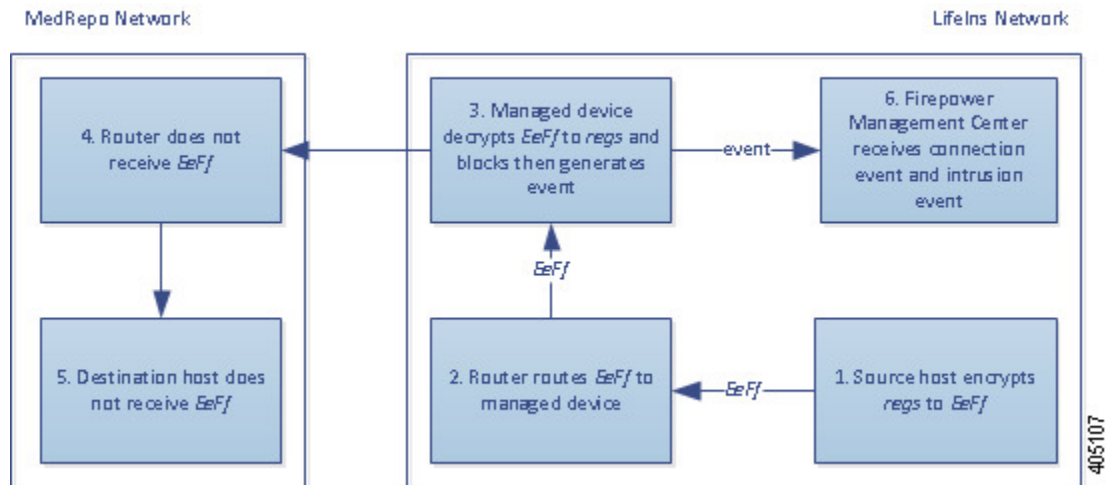 MedRepo Network
LifeIns Network
4. Router does not
receive EeFf
3. Managed device
decrypts EeFf to regs and
blocks then generates
event
event
6. Firepower
Management Center
receives connection
event and intrusion
event
EeFf
5. Destination host does
not receive EeFf
2. Router routes EeFf to
managed device
EeFf
1. Source host encrypts
regs to EeFf
405107